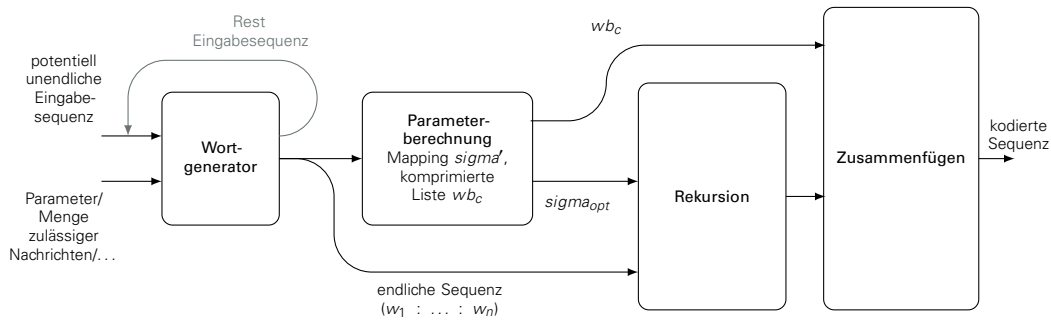 Rest
Eingabesequenz
potentiell
unendliche
Eingabe-
sequenz
Parameter/
Menge
zulässiger
Nachrichten/...
Wort-
generator
Parameter-
berechnung
Mapping sigma′,
komprimierte
Liste wb_c
wb_c
sigma_opt
endliche Sequenz
(w_1 : ... : w_n)
Rekursion
Zusammenfügen
kodierte
Sequenz